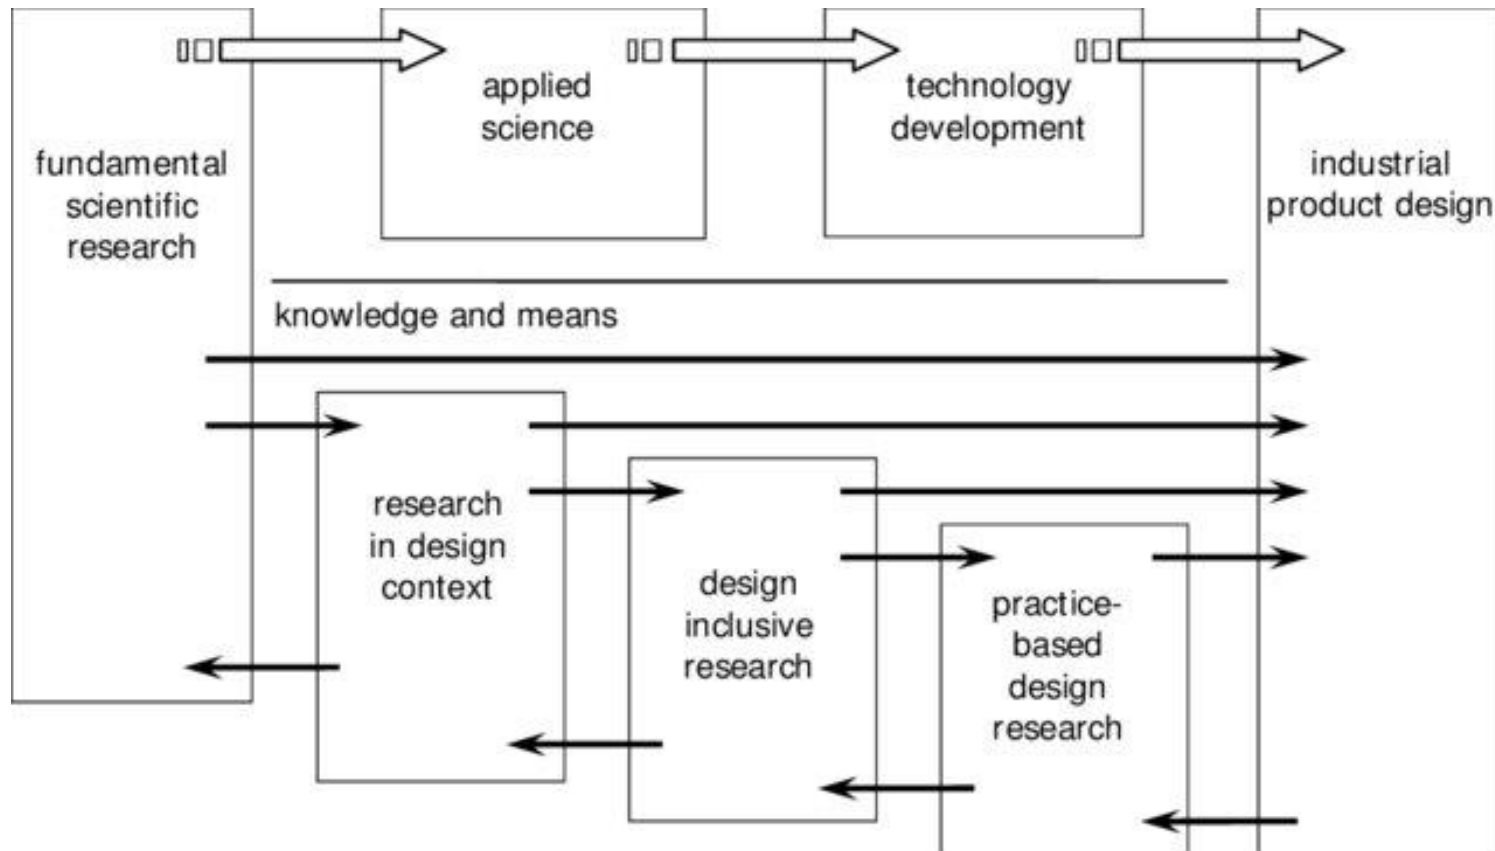 applied
science
technology
development
fundamental
scientific
research
industrial
product design
knowledge and means
research
in design
context
design
inclusive
research
practice-
based
design
research